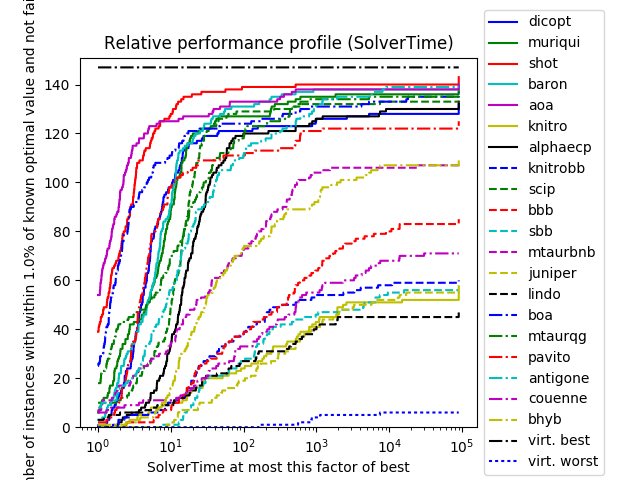 Relative performance profile (SolverTime)
of instances with within 1.0% of known optimal value and not
140
120
100
80
60
40
20
0
10^0
10^1
10^2
10^3
10^4
10^5
SolverTime at most this factor of best
dicopt
muriqui
shot
baron
aoa
knitro
alphaecp
knitrobb
scip
bbb
sbb
mtaurbnb
juniper
lindo
boa
mtaurqg
pavito
antigone
couenne
bhyb
virt. best
virt. worst